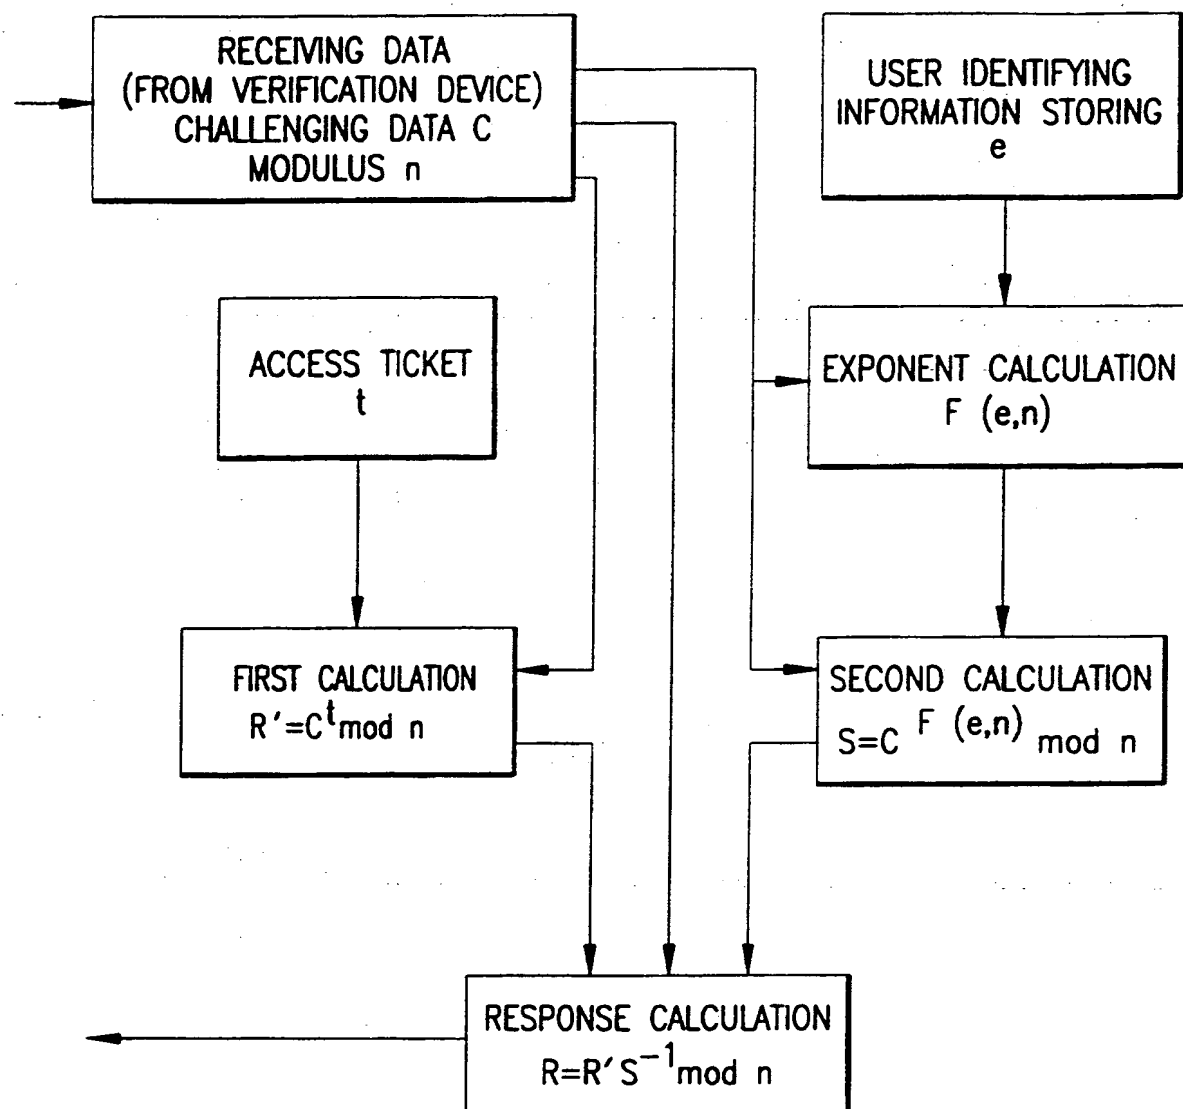 RECEIVING DATA
(FROM VERIFICATION DEVICE)
CHALLENGING DATA C
MODULUS n
USER IDENTIFYING
INFORMATION STORING
e
ACCESS TICKET
t
EXPONENT CALCULATION
F (e,n)
FIRST CALCULATION
R′=C^t mod n
SECOND CALCULATION
S=C^F (e,n) mod n
RESPONSE CALCULATION
R=R′S^−1 mod n